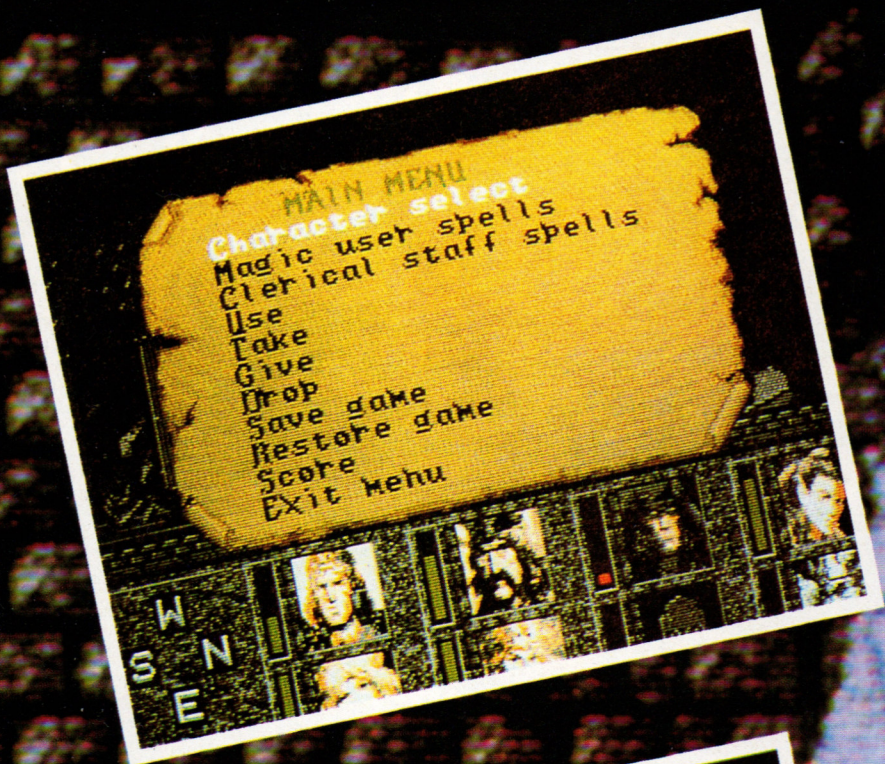 MAIN MENU
Character select
Magic user spells
Clerical staff spells
Use
Take
Give
Drop
Save game
Restore game
Score
Exit menu
W
S N
E